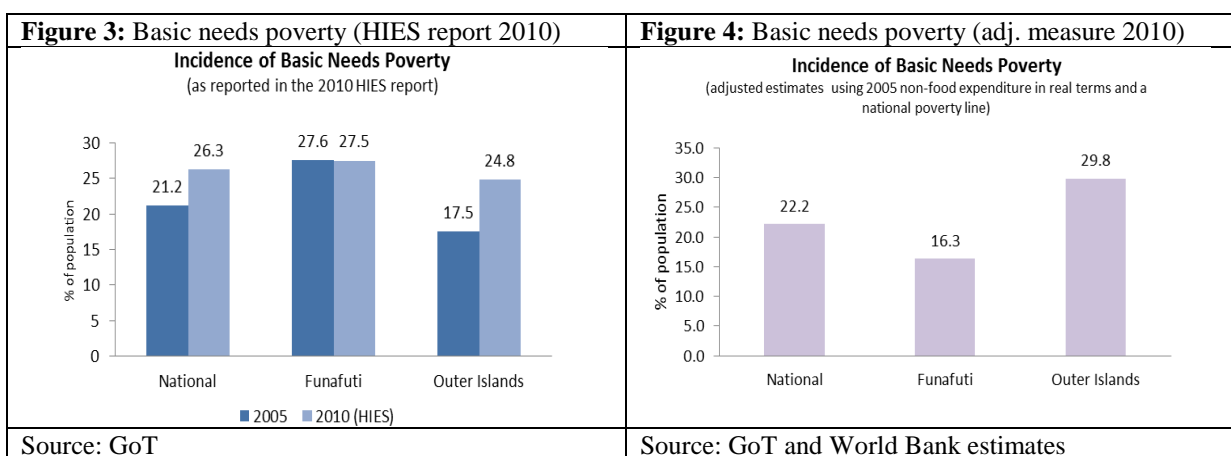 Figure 3: Basic needs poverty (HIES report 2010)
Incidence of Basic Needs Poverty
(as reported in the 2010 HIES report)
% of population
30
25
20
15
10
5
0
21.2
26.3
27.6
27.5
17.5
24.8
National
Funafuti
Outer Islands
2005
2010 (HIES)
Source: GoT
Figure 4: Basic needs poverty (adj. measure 2010)
Incidence of Basic Needs Poverty
(adjusted estimates using 2005 non-food expenditure in real terms and a
national poverty line)
% of population
35.0
30.0
25.0
20.0
15.0
10.0
5.0
0.0
22.2
16.3
29.8
National
Funafuti
Outer Islands
Source: GoT and World Bank estimates